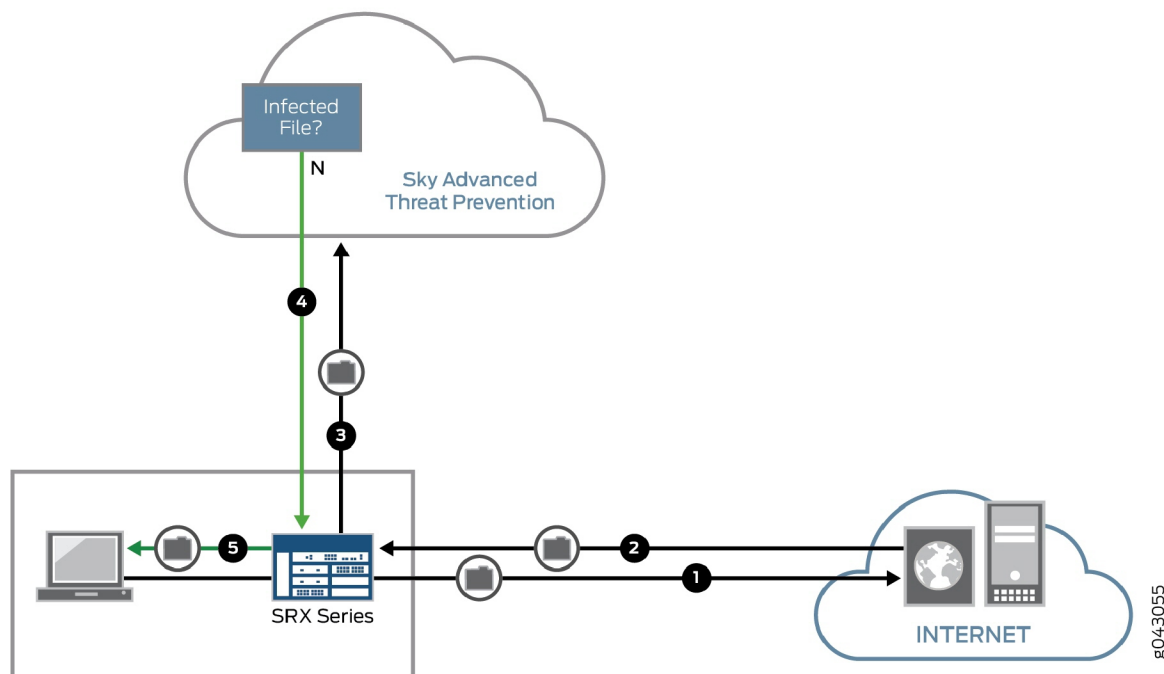 Infected
File?
N
Sky Advanced
Threat Prevention
4
3
5
2
1
SRX Series
INTERNET
g043055